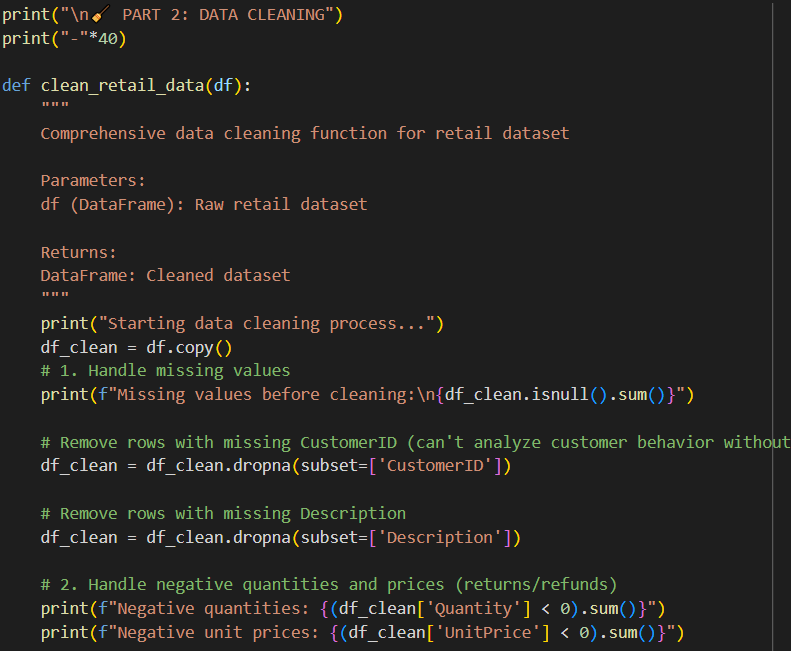 print("\n🧹 PART 2: DATA CLEANING")
print("-"*40)
def clean_retail_data(df):
"""
Comprehensive data cleaning function for retail dataset
Parameters:
df (DataFrame): Raw retail dataset
Returns:
DataFrame: Cleaned dataset
"""
print("Starting data cleaning process...")
df_clean = df.copy()
# 1. Handle missing values
print(f"Missing values before cleaning:\n{df_clean.isnull().sum()}")
# Remove rows with missing CustomerID (can't analyze customer behavior without
df_clean = df_clean.dropna(subset=['CustomerID'])
# Remove rows with missing Description
df_clean = df_clean.dropna(subset=['Description'])
# 2. Handle negative quantities and prices (returns/refunds)
print(f"Negative quantities: {(df_clean['Quantity'] < 0).sum()}")
print(f"Negative unit prices: {(df_clean['UnitPrice'] < 0).sum()}")